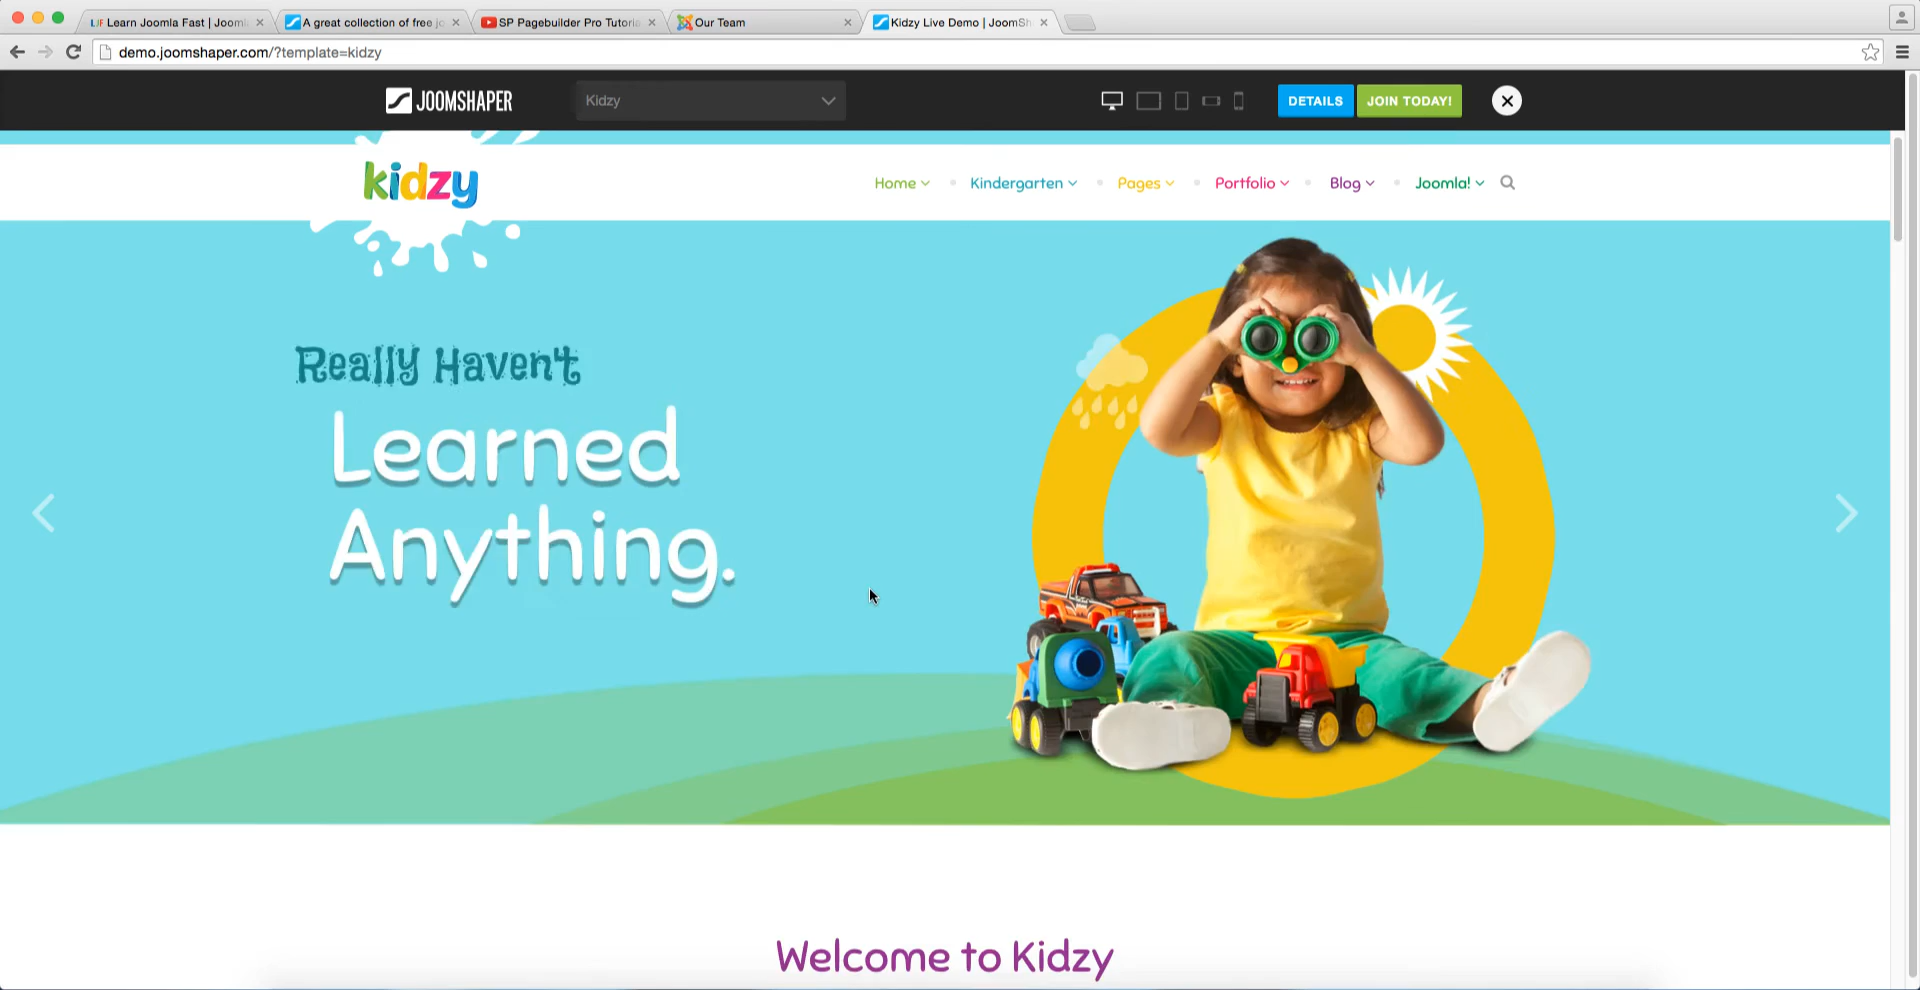 Learn Joomla Fast | Jooml
A great collection of free jo
SP Pagebuilder Pro Tutoria
Our Team
Kidzy Live Demo | JoomSh
demo.joomshaper.com/?template=kidzy
JOOMSHAPER
Kidzy
DETAILS
JOIN TODAY!
kidzy
Home
Kindergarten
Pages
Portfolio
Blog
Joomla!
Really Haven't
Learned
Anything.
Welcome to Kidzy